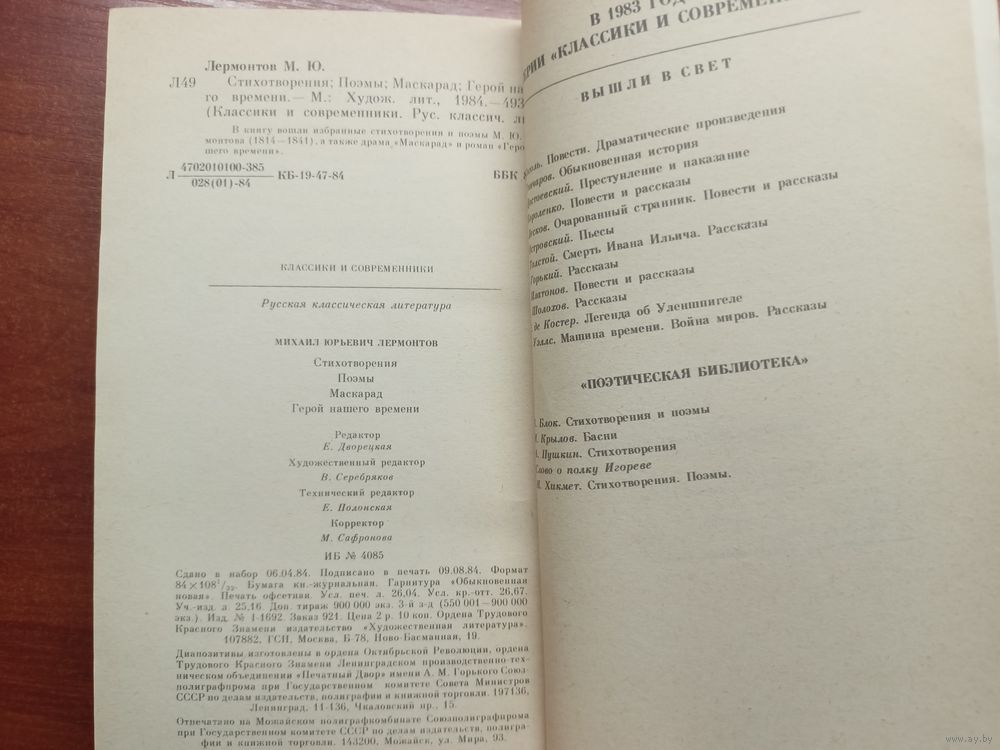 Лермонтов М. Ю.
Л49 Стихотворения; Поэмы; Маскарад; Герой на
го времени.— М.: Худож. лит., 1984.—493
(Классики и современники. Рус. классич. ли
В книгу вошли избранные стихотворения и поэмы М. Ю.
монтова (1814—1841), а также драма «Маскарад» и роман «Геро
шего времени».
Л 4702010100-385 КБ-19-47-84 ББК
028(01)-84
КЛАССИКИ И СОВРЕМЕННИКИ
Русская классическая литература
МИХАИЛ ЮРЬЕВИЧ ЛЕРМОНТОВ
Стихотворения
Поэмы
Маскарад
Герой нашего времени
Редактор
Е. Дворецкая
Художественный редактор
В. Серебряков
Технический редактор
Е. Полонская
Корректор
М. Сафронова
ИБ № 4085
Сдано в набор 06.04.84. Подписано в печать 09.08.84. Формат
84×108¹/₃₂. Бумага кн.-журнальная. Гарнитура «Обыкновенная
новая». Печать офсетная. Усл. печ. л. 26,04. Усл. кр.-отт. 26,67.
Уч.-изд. л 25,16. Доп. тираж 900 000 экз. 3-й з-д (550 001—900 000
экз.). Изд. № I-1692. Заказ 921. Цена 2 р. 10 коп. Ордена Трудового
Красного Знамени издательство «Художественная литература».
107882, ГСП, Москва, Б-78, Ново-Басманная, 19.
Диапозитивы изготовлены в ордена Октябрьской Революции, ордена
Трудового Красного Знамени Ленинградском производственно-тех-
ническом объединении «Печатный Двор» имени А. М. Горького Союз-
полиграфпрома при Государственном комитете Совета Министров
СССР по делам издательств, полиграфии и книжной торговли. 197136,
Ленинград, П-136, Чкаловский пр., 15.
Отпечатано на Можайском полиграфкомбинате Союзполиграфпрома
при Государственном комитете СССР по делам издательств, полигра-
фии и книжной торговли. 143200, Можайск, ул. Мира, 93.
В 1983 ГОД
ЕРИИ «КЛАССИКИ И СОВРЕМЕН
ВЫШЛИ В СВЕТ
оль. Повести. Драматические произведения
нчаров. Обыкновенная история
остоевский. Преступление и наказание
ороленко. Повести и рассказы
есков. Очарованный странник. Повести и рассказы
стровский. Пьесы
Толстой. Смерть Ивана Ильича. Рассказы
Горький. Рассказы
Платонов. Повести и рассказы
Шолохов. Рассказы
де Костер. Легенда об Уленшпигеле
Уэллс. Машина времени. Война миров. Рассказы
«ПОЭТИЧЕСКАЯ БИБЛИОТЕКА»
Блок. Стихотворения и поэмы
Крылов. Басни
Пушкин. Стихотворения
Слово о полку Игореве
Хикмет. Стихотворения. Поэмы.
www.ay.by